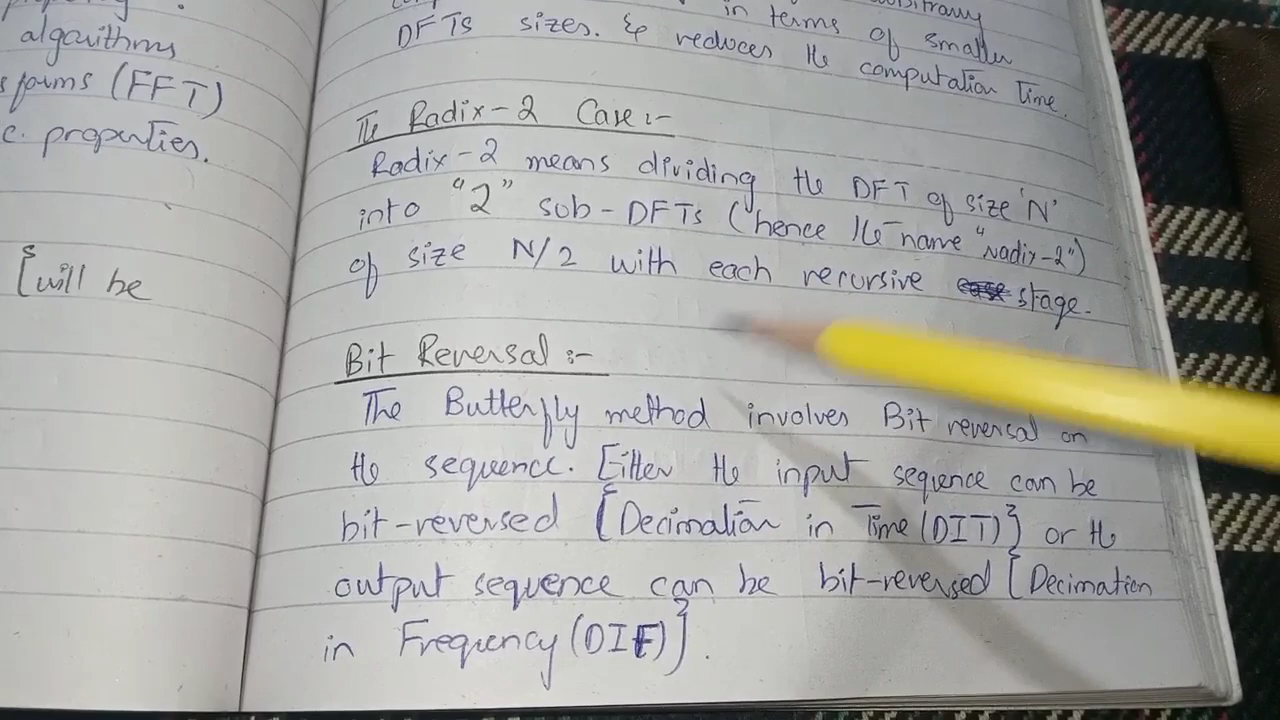 algorithms
forms (FFT)
c. properties.
[will be
in terms of smaller
DFTs sizes. & reduces the computation Time.
The Radix-2 Case :-
Radix-2 means dividing the DFT of size 'N'
into "2" sub-DFTs (hence the name "radix-2")
of size N/2 with each recursive stage.
Bit Reversal :-
The Butterfly method involves Bit reversal on
the sequence. Either the input sequence can be
bit-reversed {Decimation in Time (DIT)} or the
output sequence can be bit-reversed {Decimation
in Frequency (DIF)}.